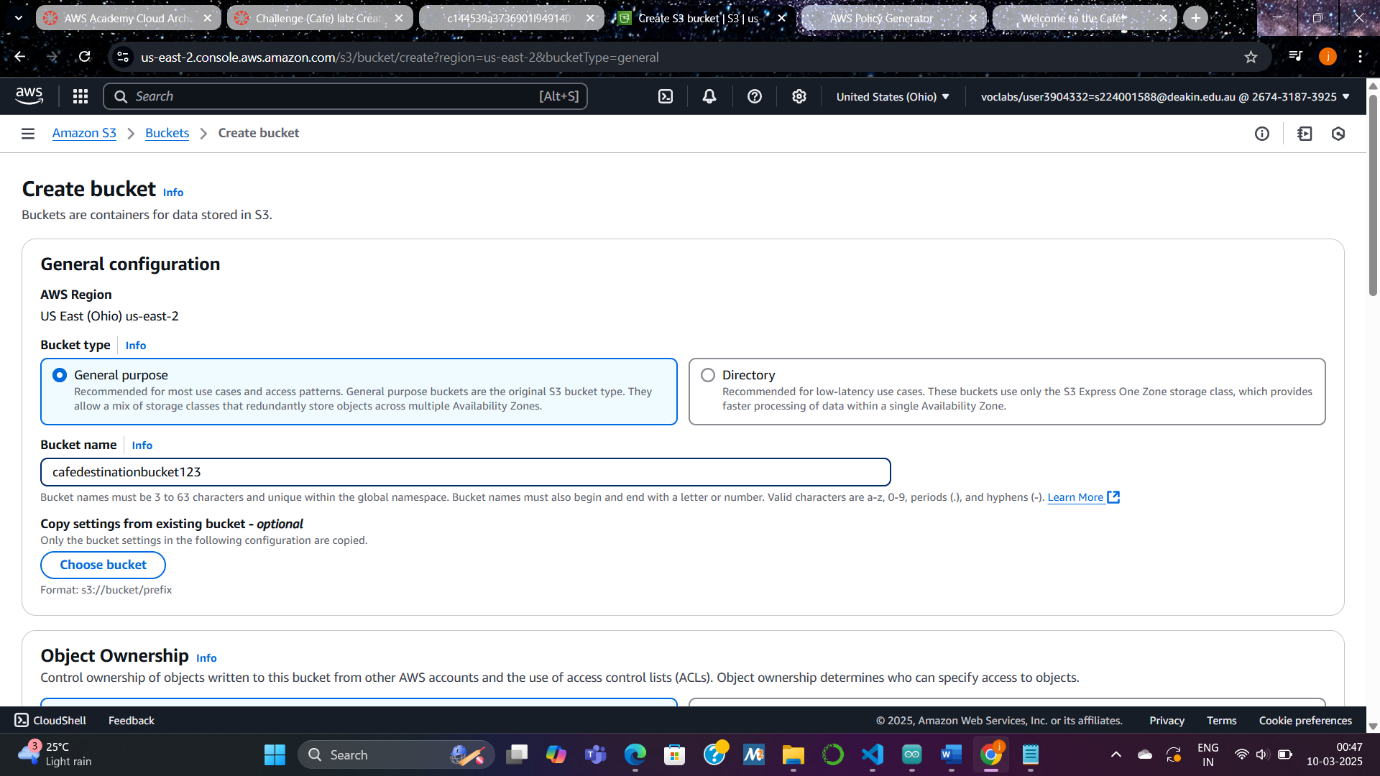 AWS Academy Cloud Archi
Challenge (Cafe) lab: Creat
c144539a3736901l949140
Create S3 bucket | S3 | us
AWS Policy Generator
Welcome to the Café!
us-east-2.console.aws.amazon.com/s3/bucket/create?region=us-east-2&bucketType=general
j
aws
Search
[Alt+S]
United States (Ohio)
voclabs/user3904332=s224001588@deakin.edu.au @ 2674-3187-3925
Amazon S3
Buckets
Create bucket
Create bucket Info
Buckets are containers for data stored in S3.
General configuration
AWS Region
US East (Ohio) us-east-2
Bucket type Info
General purpose
Recommended for most use cases and access patterns. General purpose buckets are the original S3 bucket type. They
allow a mix of storage classes that redundantly store objects across multiple Availability Zones.
Directory
Recommended for low-latency use cases. These buckets use only the S3 Express One Zone storage class, which provides
faster processing of data within a single Availability Zone.
Bucket name Info
cafedestinationbucket123
Bucket names must be 3 to 63 characters and unique within the global namespace. Bucket names must also begin and end with a letter or number. Valid characters are a-z, 0-9, periods (.), and hyphens (-). Learn More
Copy settings from existing bucket - optional
Only the bucket settings in the following configuration are copied.
Choose bucket
Format: s3://bucket/prefix
Object Ownership Info
Control ownership of objects written to this bucket from other AWS accounts and the use of access control lists (ACLs). Object ownership determines who can specify access to objects.
CloudShell
Feedback
© 2025, Amazon Web Services, Inc. or its affiliates.
Privacy
Terms
Cookie preferences
3
25°C
Light rain
Search
ENG
IN
00:47
10-03-2025